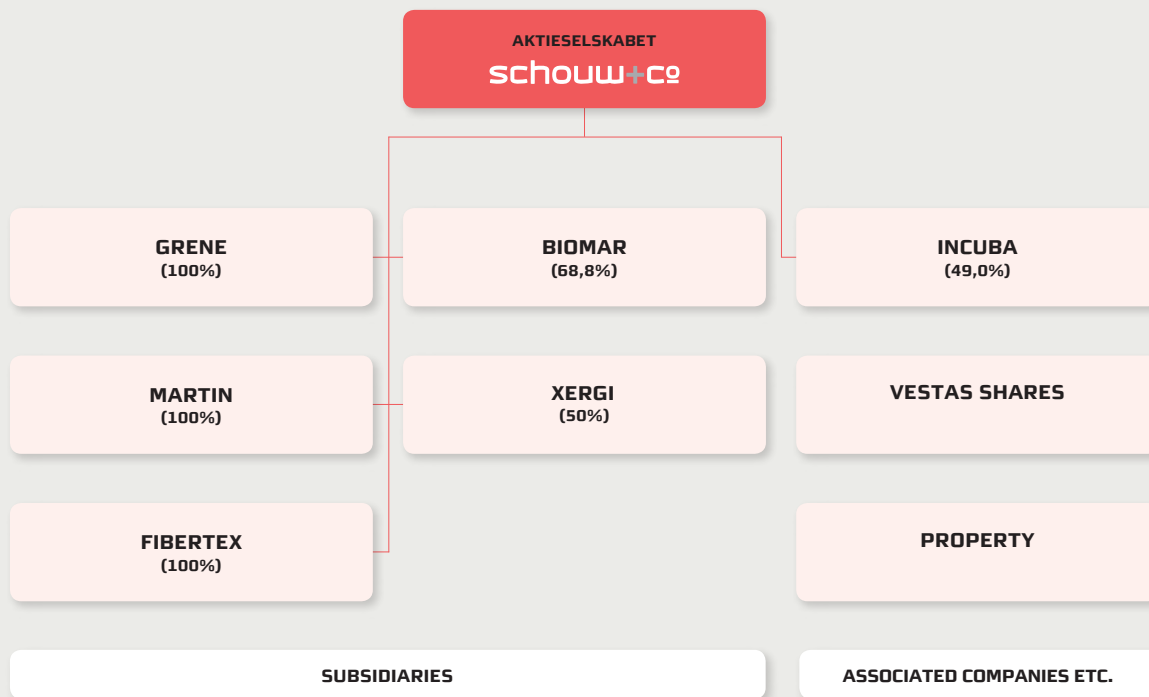 AKTIESELSKABET
schouw+cº
GRENE
(100%)
BIOMAR
(68,8%)
INCUBA
(49,0%)
MARTIN
(100%)
XERGI
(50%)
VESTAS SHARES
FIBERTEX
(100%)
PROPERTY
SUBSIDIARIES
ASSOCIATED COMPANIES ETC.